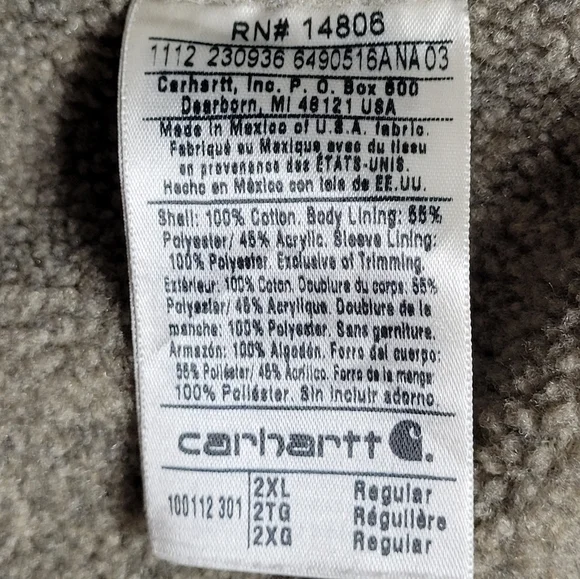 RN# 14806
1112 230936 6490516ANA03
Carhartt, Inc. P. O. Box 600
Dearborn, MI 48121 USA
Made in Mexico of U.S.A. fabric.
Fabriqué au Mexique avec du tissu
en provenance des ÉTATS-UNIS.
Hecho en México con tela de EE.UU.
Shell: 100% Cotton. Body Lining: 55%
Polyester/ 45% Acrylic. Sleeve Lining:
100% Polyester. Exclusive of Trimming.
Extérieur: 100% Coton. Doublure du corps: 55%
Polyester/ 45% Acrylique. Doublure de la
manche: 100% Polyester. Sans garniture.
Armazón: 100% Algodón. Forro del cuerpo:
55% Poliéster/ 45% Acrílico. Forro de la manga:
100% Poliéster. Sin incluir adorno.
carhartt
100112 301
2XL Regular
2TG Régulière
2XG Regular